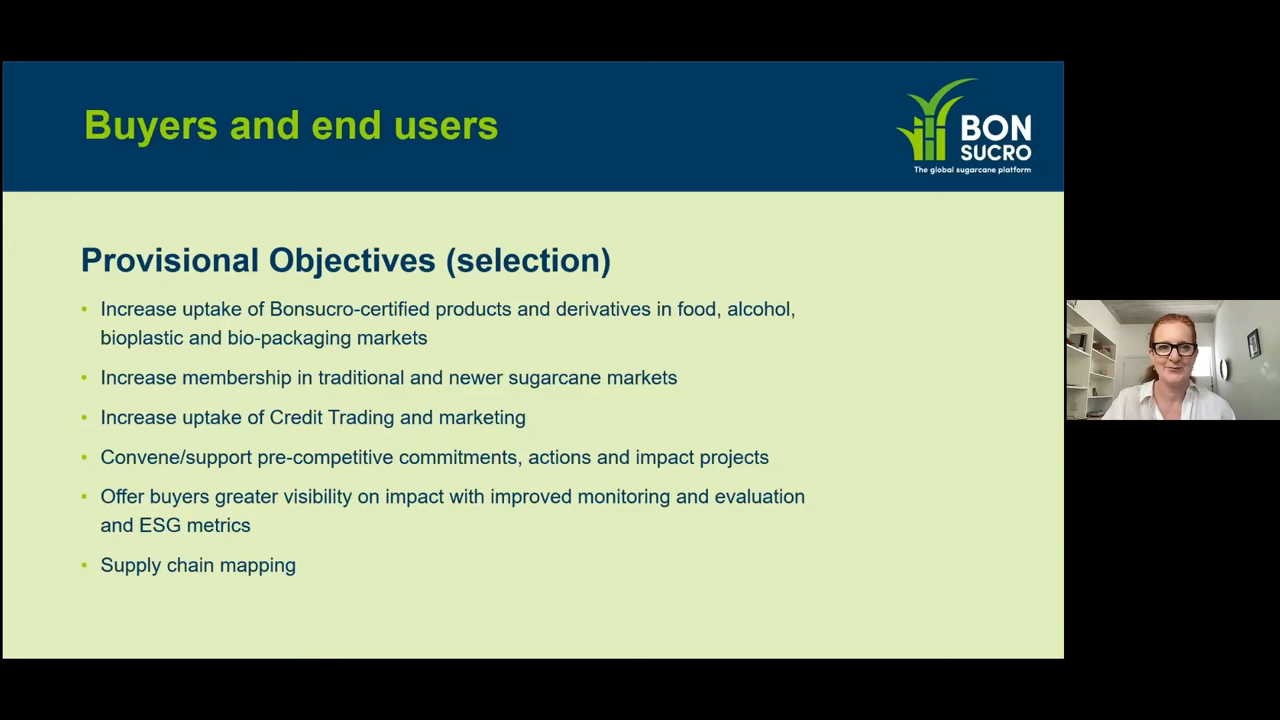 Buyers and end users
BON
SUCRO
The global sugarcane platform
Provisional Objectives (selection)
• Increase uptake of Bonsucro-certified products and derivatives in food, alcohol,
bioplastic and bio-packaging markets
• Increase membership in traditional and newer sugarcane markets
• Increase uptake of Credit Trading and marketing
• Convene/support pre-competitive commitments, actions and impact projects
• Offer buyers greater visibility on impact with improved monitoring and evaluation
and ESG metrics
• Supply chain mapping